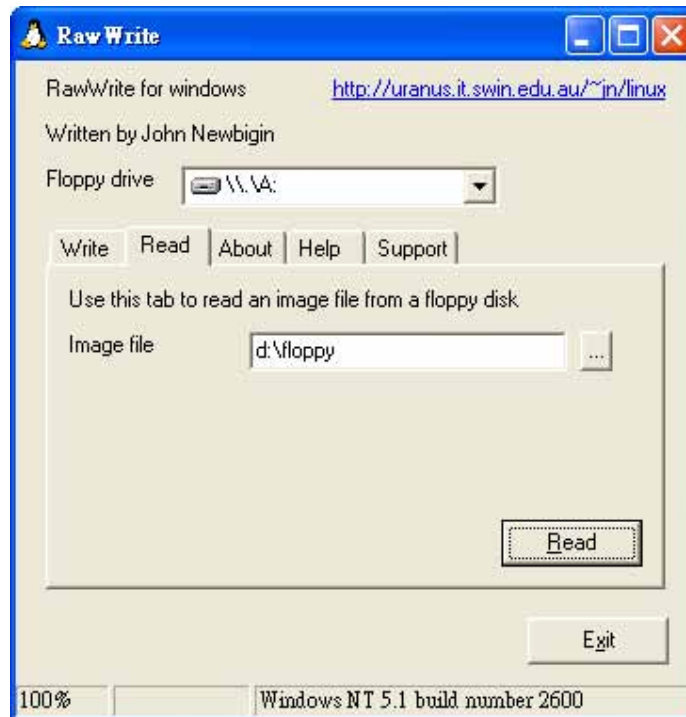 RawWrite
RawWrite for windows http://uranus.it.swin.edu.au/~jn/linux
Written by John Newbigin
Floppy drive \\.\A:
Write Read About Help Support
Use this tab to read an image file from a floppy disk
Image file d:\floppy ...
Read
Exit
100% Windows NT 5.1 build number 2600